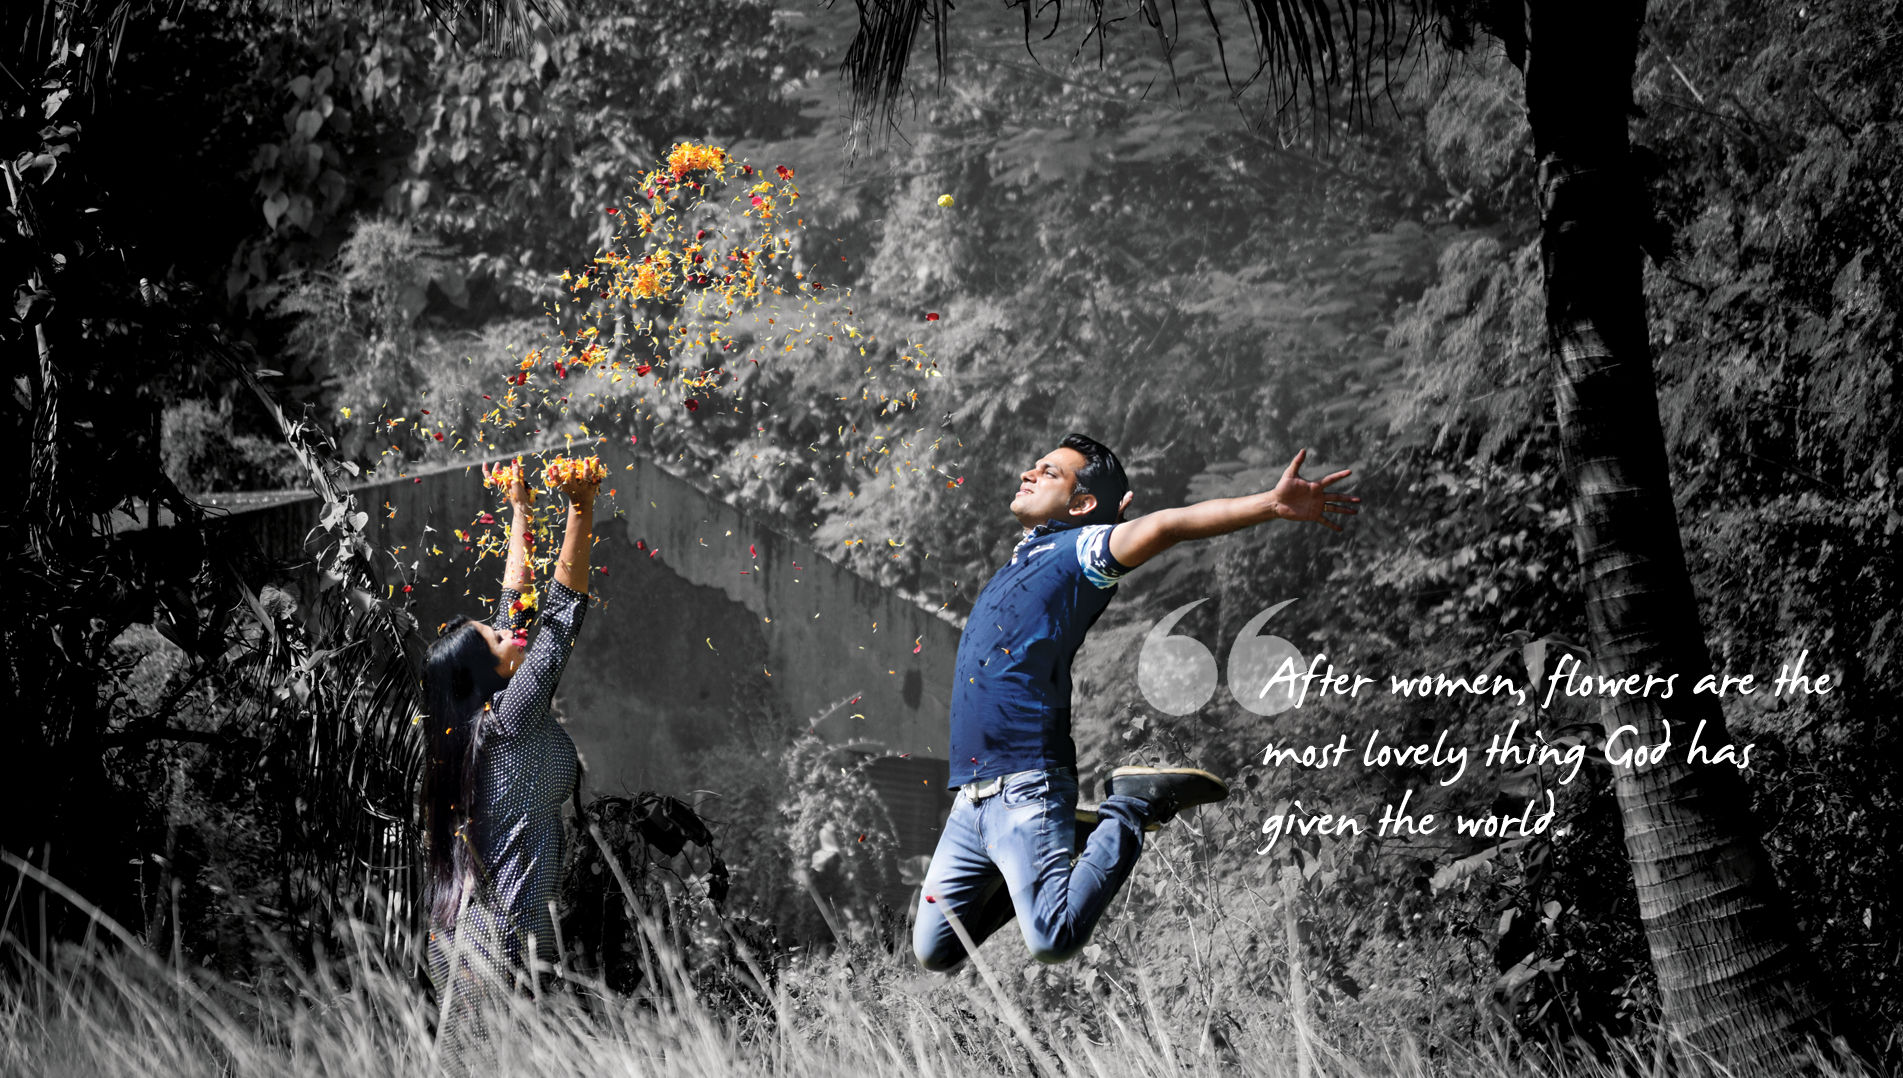 “
After women, flowers are the
most lovely thing God has
given the world.